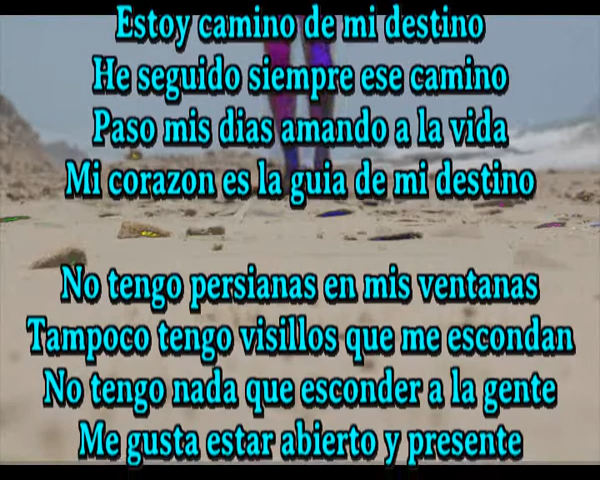 Estoy camino de mi destino
He seguido siempre ese camino
Paso mis dias amando a la vida
Mi corazon es la guia de mi destino
No tengo persianas en mis ventanas
Tampoco tengo visillos que me escondan
No tengo nada que esconder a la gente
Me gusta estar abierto y presente